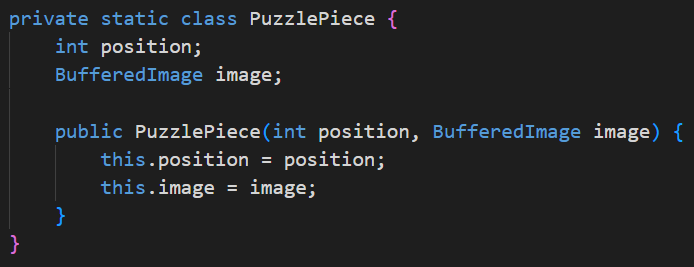 private static class PuzzlePiece {
    int position;
    BufferedImage image;

    public PuzzlePiece(int position, BufferedImage image) {
        this.position = position;
        this.image = image;
    }
}